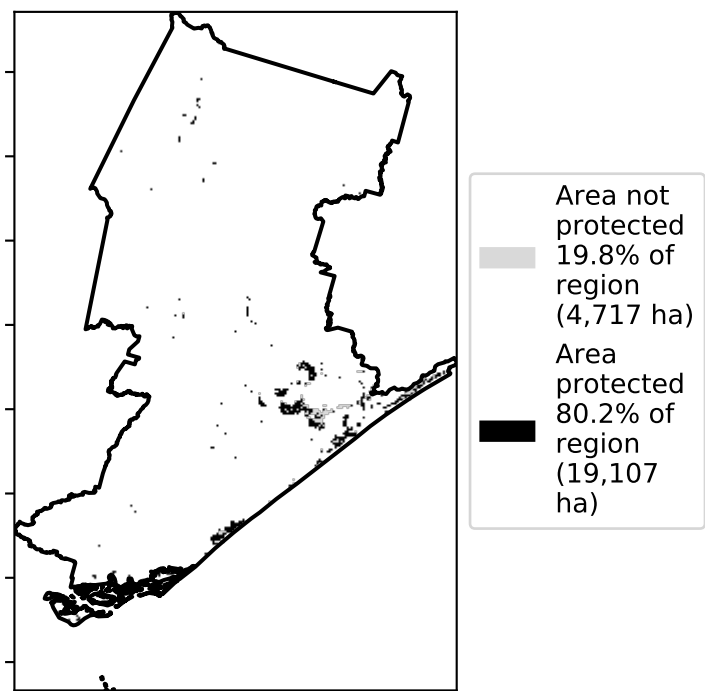 Area not
protected
19.8% of
region
(4,717 ha)
Area
protected
80.2% of
region
(19,107
ha)